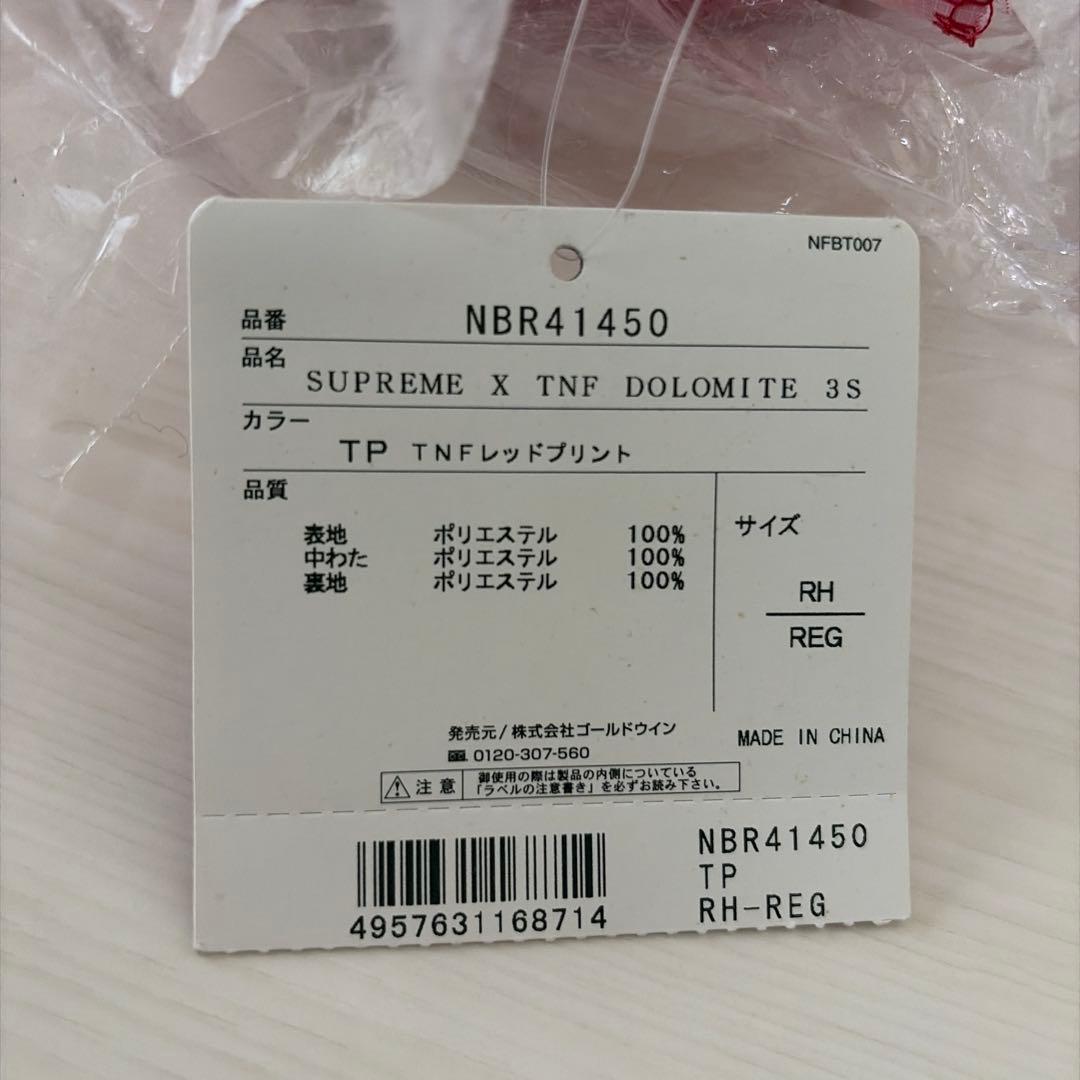 NFBT007
品番 NBR41450
品名
SUPREME X TNF DOLOMITE 3S
カラー
TP TNFレッドプリント
品質
表地 ポリエステル 100%
中わた ポリエステル 100%
裏地 ポリエステル 100%
サイズ
RH
REG
発売元/株式会社ゴールドウイン
0120-307-560
MADE IN CHINA
注意
御使用の際は製品の内側についている
「ラベルの注意書き」を必ずお読み下さい。
4957631168714
NBR41450
TP
RH-REG